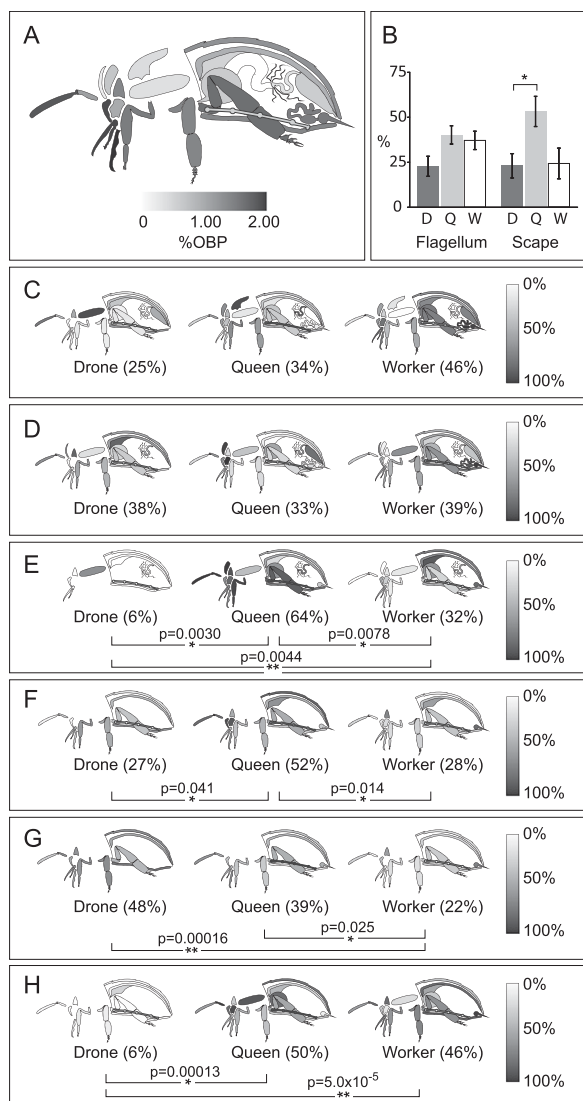 A
0 1.00 2.00
%OBP
B
75
50
%
25
0
*
D Q W D Q W
Flagellum Scape
C
Drone (25%) Queen (34%) Worker (46%)
0%
50%
100%
D
Drone (38%) Queen (33%) Worker (39%)
0%
50%
100%
E
Drone (6%) Queen (64%) Worker (32%)
p=0.0030 p=0.0078
* *
p=0.0044
**
0%
50%
100%
F
Drone (27%) Queen (52%) Worker (28%)
p=0.041 p=0.014
* *
0%
50%
100%
G
Drone (48%) Queen (39%) Worker (22%)
p=0.025
*
p=0.00016
**
0%
50%
100%
H
Drone (6%) Queen (50%) Worker (46%)
p=0.00013
*
p=5.0x10⁻⁵
**
0%
50%
100%